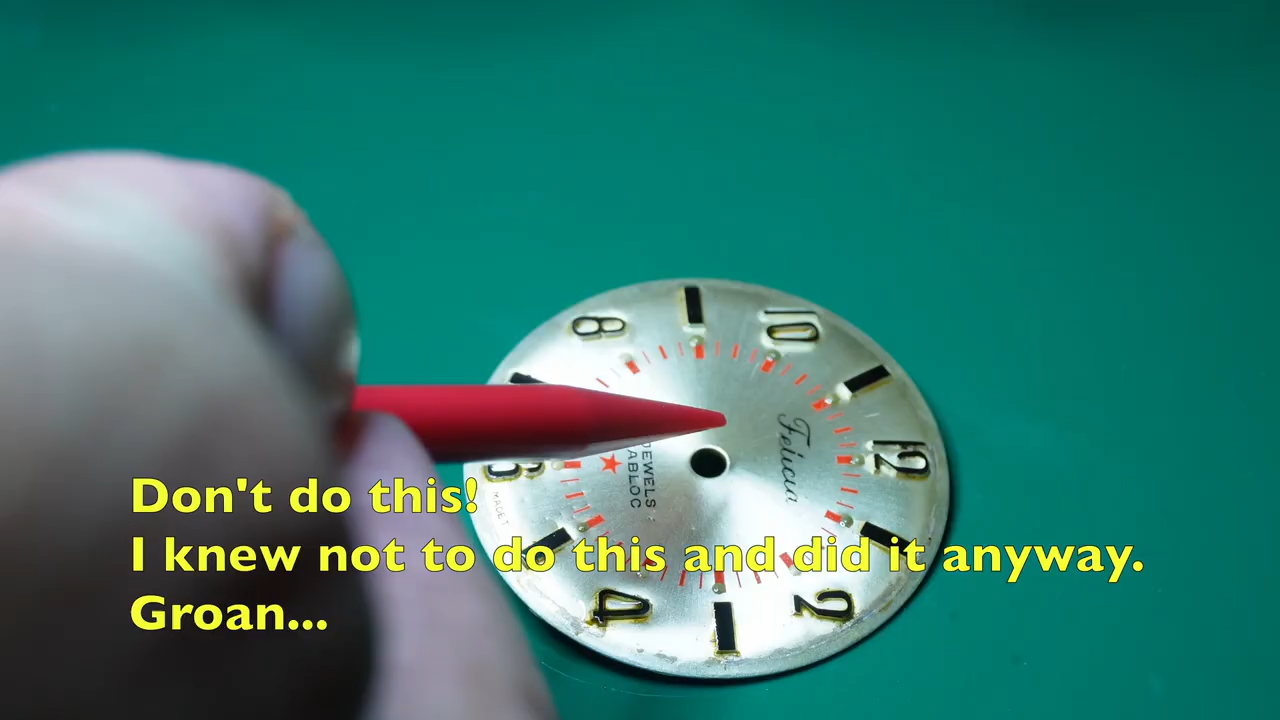 Don't do this!
I knew not to do this and did it anyway.
Groan...
8
10
12
2
4
Felicia